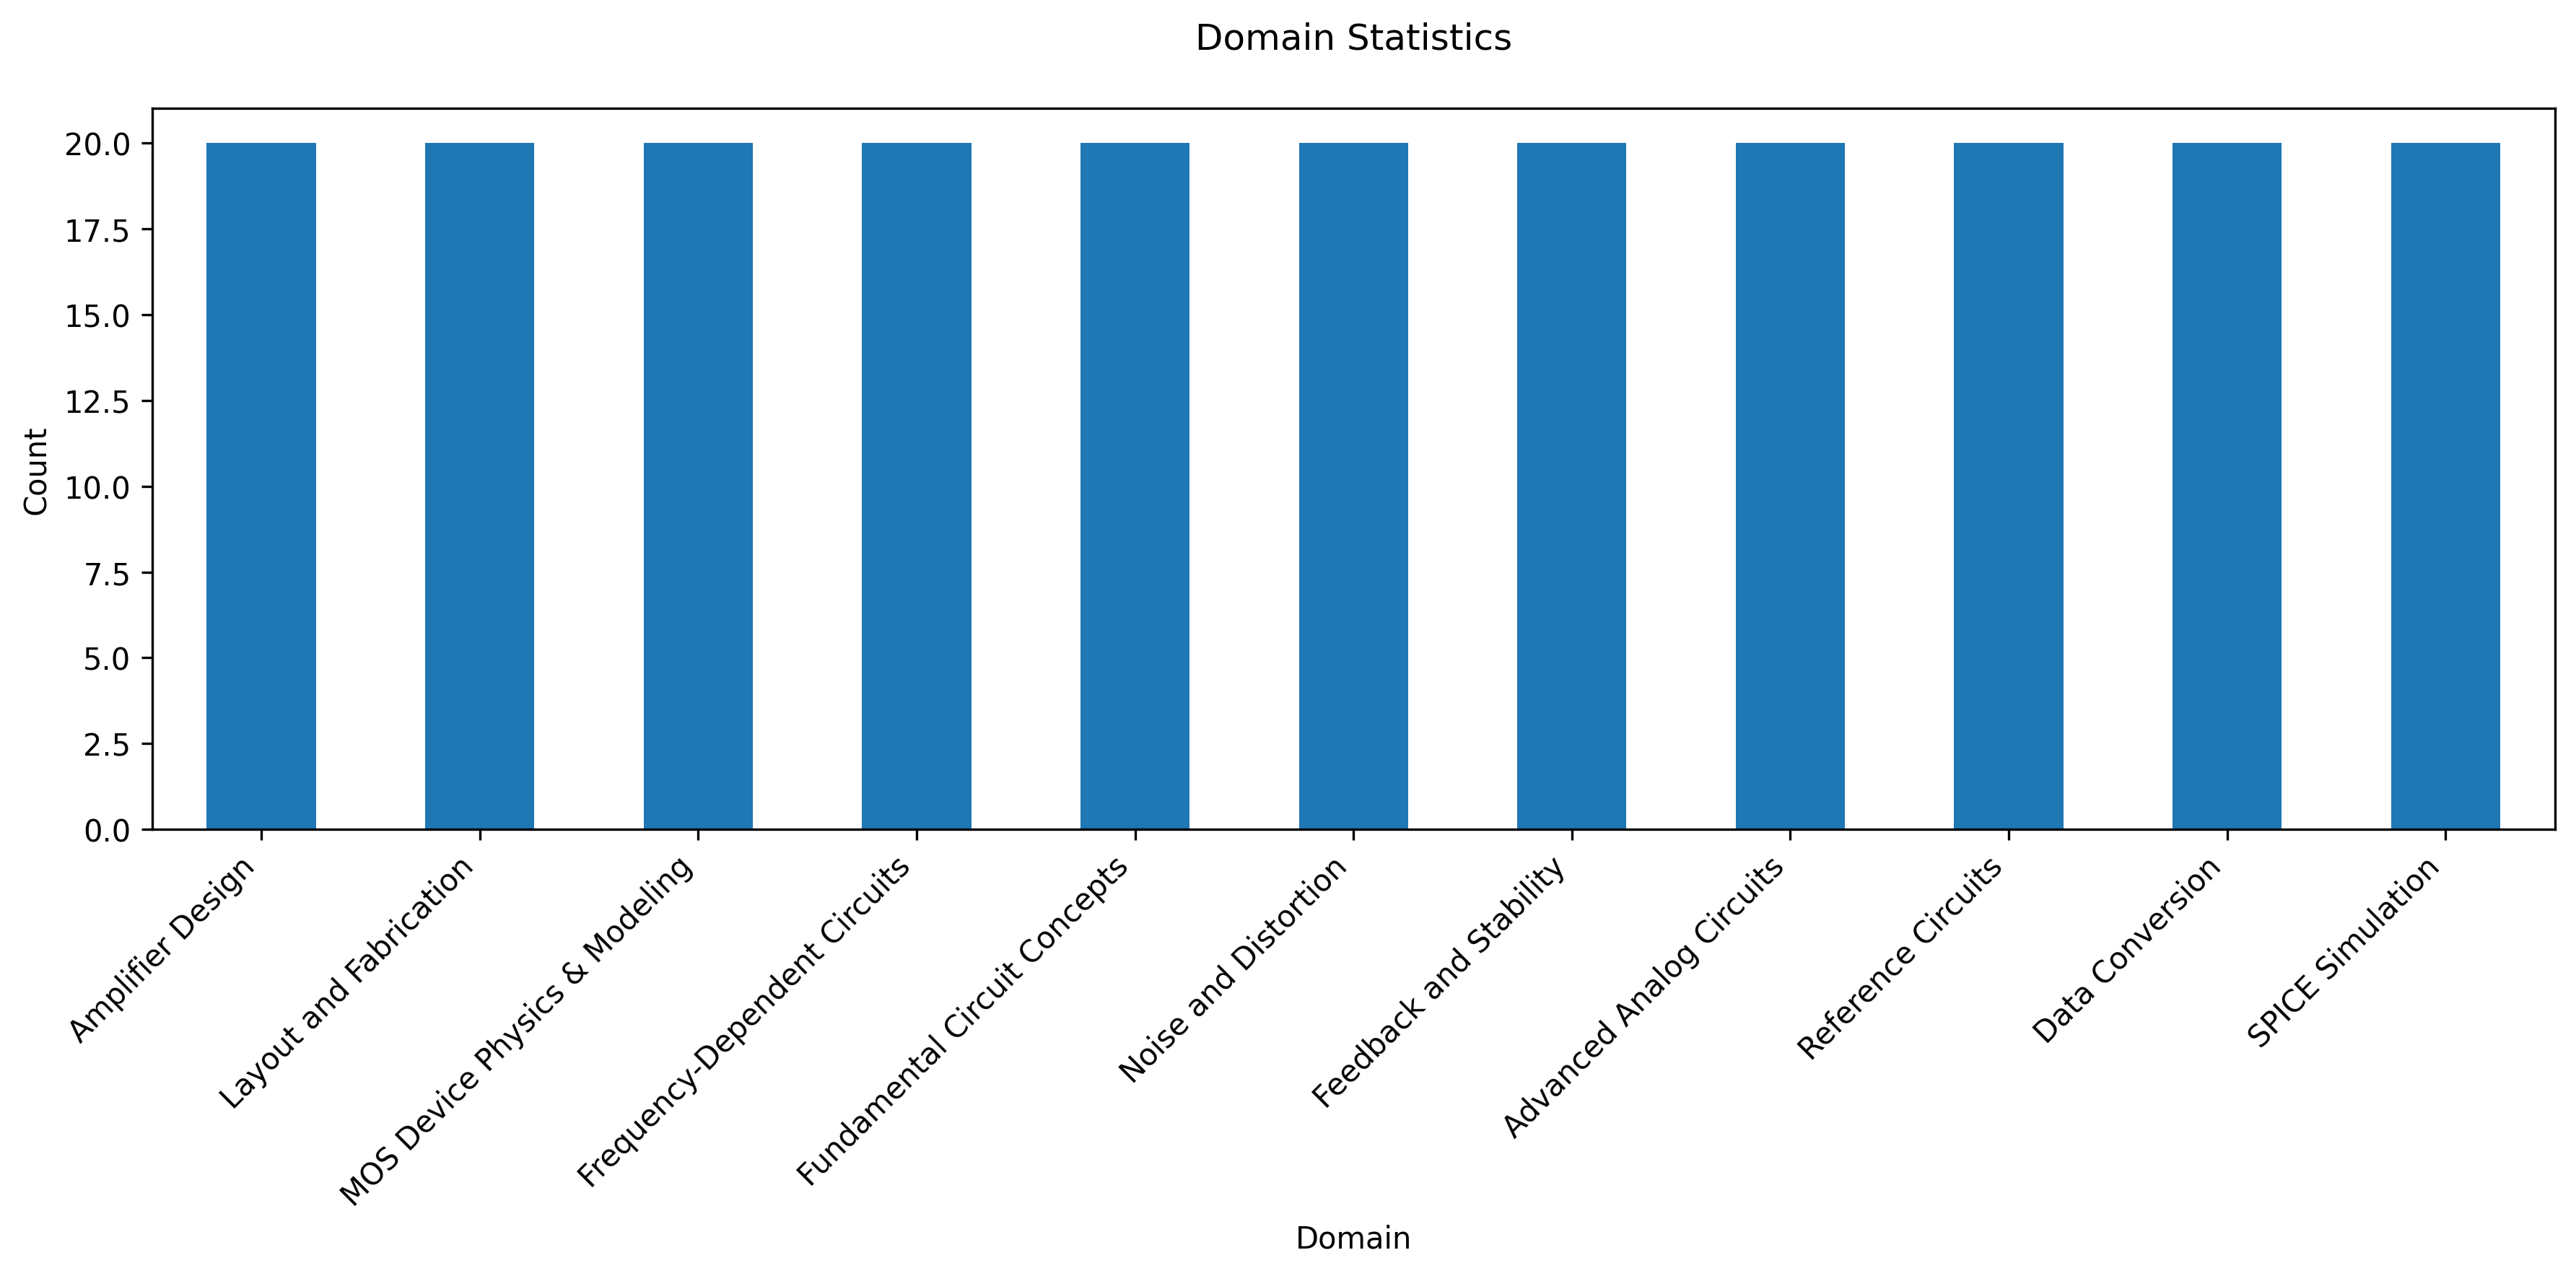 Domain Statistics
Count
20.0
17.5
15.0
12.5
10.0
7.5
5.0
2.5
0.0
Amplifier Design
Layout and Fabrication
MOS Device Physics & Modeling
Frequency-Dependent Circuits
Fundamental Circuit Concepts
Noise and Distortion
Feedback and Stability
Advanced Analog Circuits
Reference Circuits
Data Conversion
SPICE Simulation
Domain